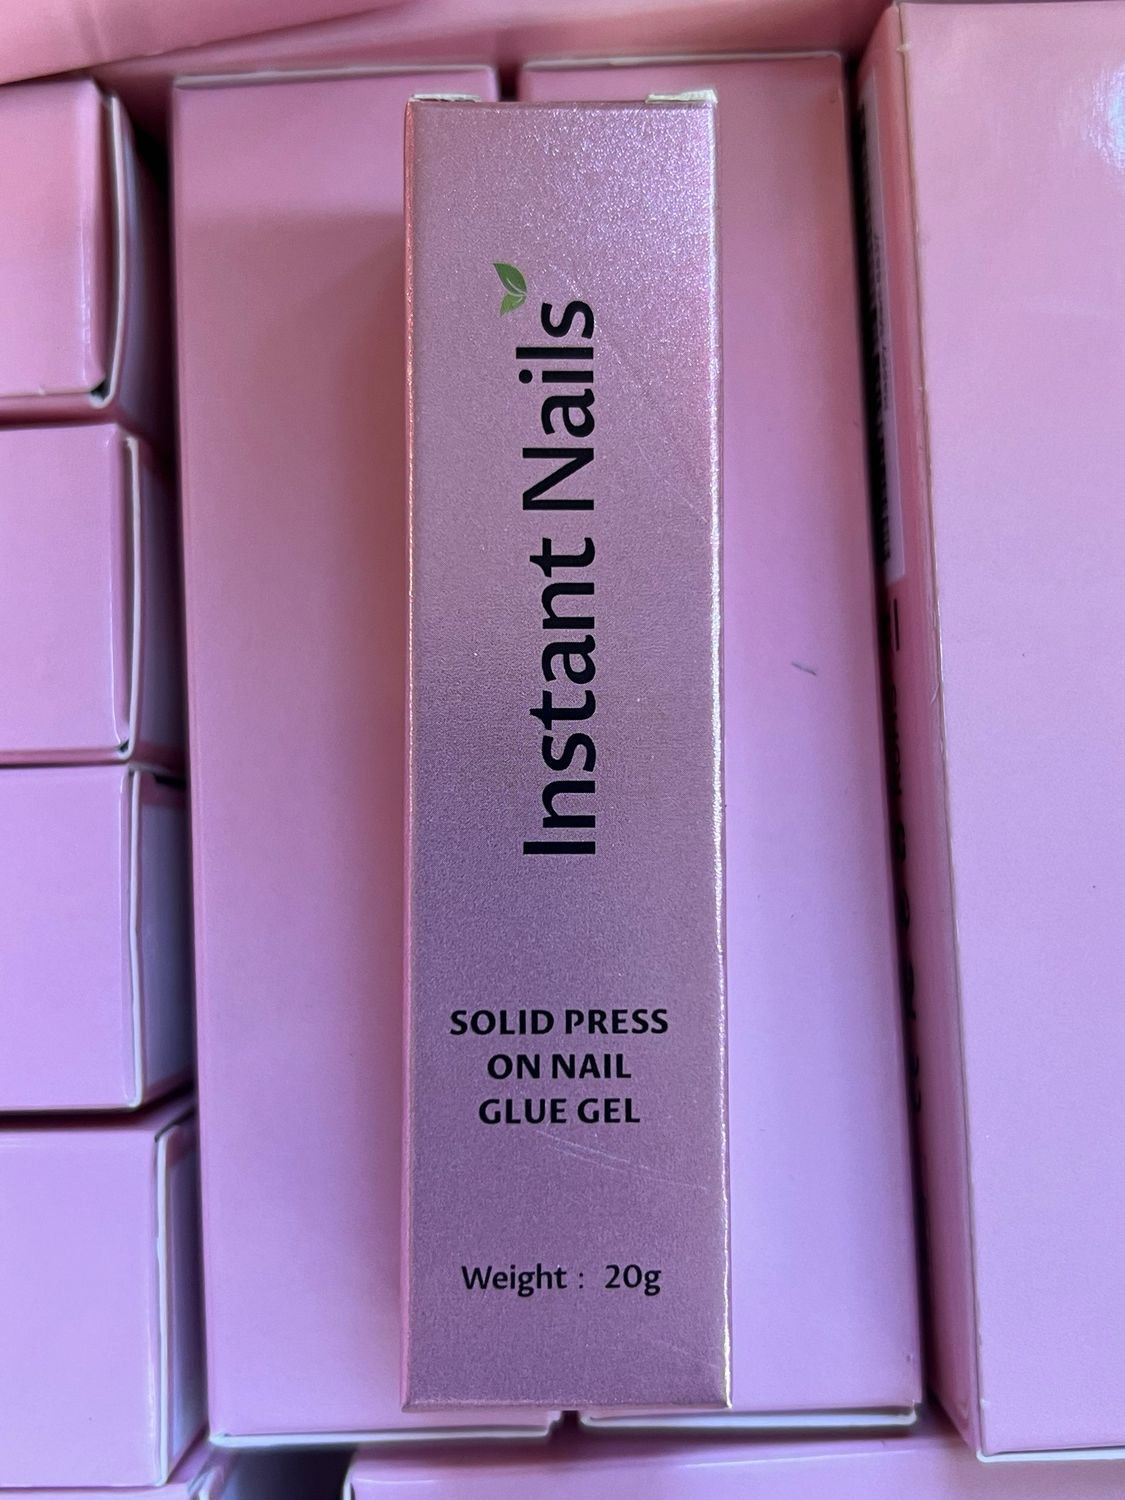 Instant Nails
SOLID PRESS
ON NAIL
GLUE GEL
Weight : 20g